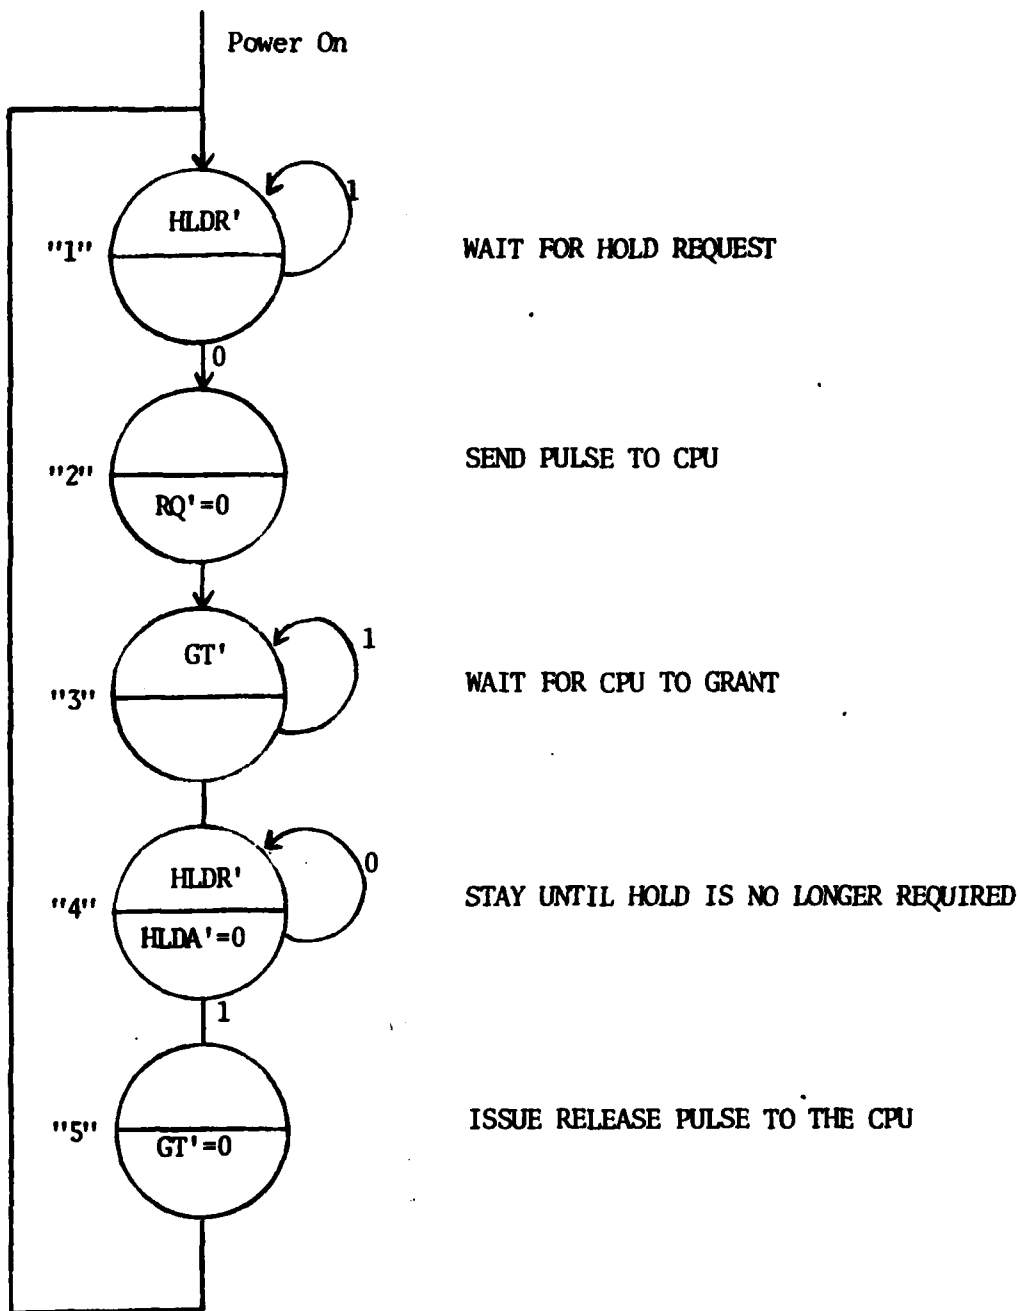 Power On
HLDR'
1
"1"
WAIT FOR HOLD REQUEST
0
"2"
SEND PULSE TO CPU
RQ'=0
GT'
1
"3"
WAIT FOR CPU TO GRANT
HLDR'
0
"4"
STAY UNTIL HOLD IS NO LONGER REQUIRED
HLDA'=0
1
"5"
ISSUE RELEASE PULSE TO THE CPU
GT'=0